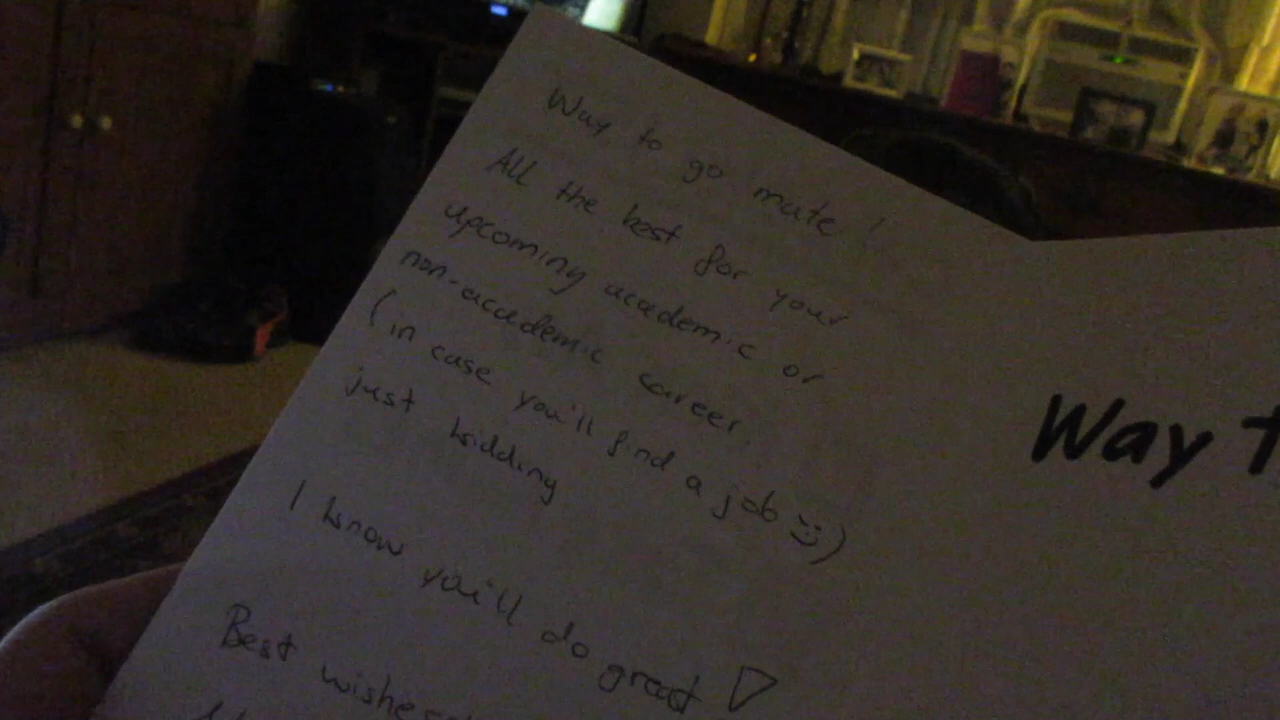 Way to go mate!
All the best for your
upcoming academic or
non-academic career.
(in case you'll find a job :))
just kidding
I know you'll do great
Best wishes
Way t